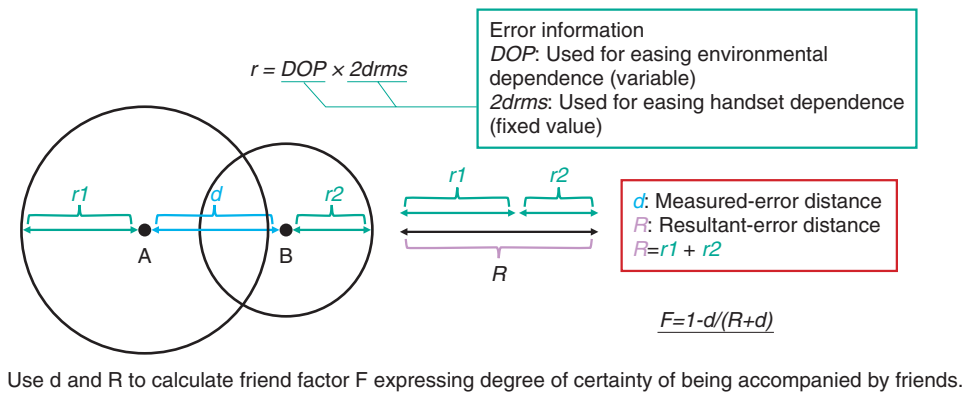 Error information
DOP: Used for easing environmental
dependence (variable)
2drms: Used for easing handset dependence
(fixed value)
r = DOP × 2drms
r1
d
r2
A
B
r1
r2
R
d: Measured-error distance
R: Resultant-error distance
R=r1 + r2
F=1-d/(R+d)
Use d and R to calculate friend factor F expressing degree of certainty of being accompanied by friends.